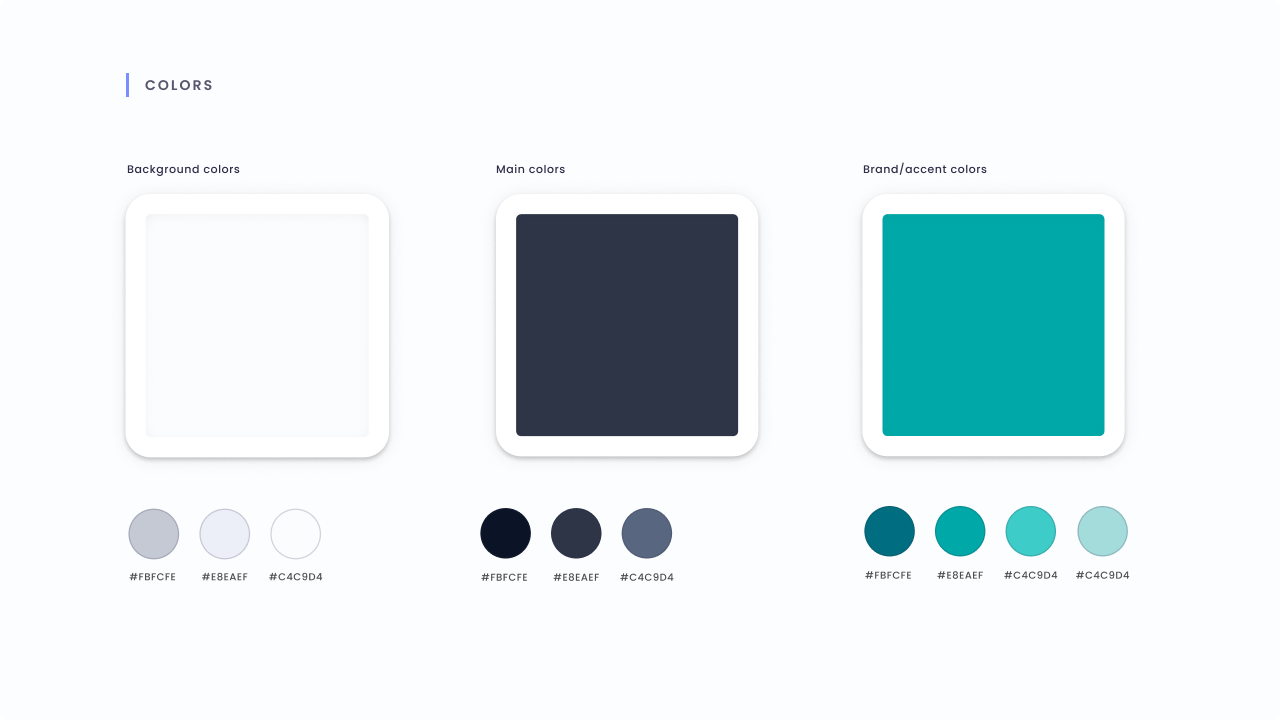 COLORS
Background colors
Main colors
Brand/accent colors
#FBFCFE #E8EAEF #C4C9D4
#FBFCFE #E8EAEF #C4C9D4
#FBFCFE #E8EAEF #C4C9D4 #C4C9D4